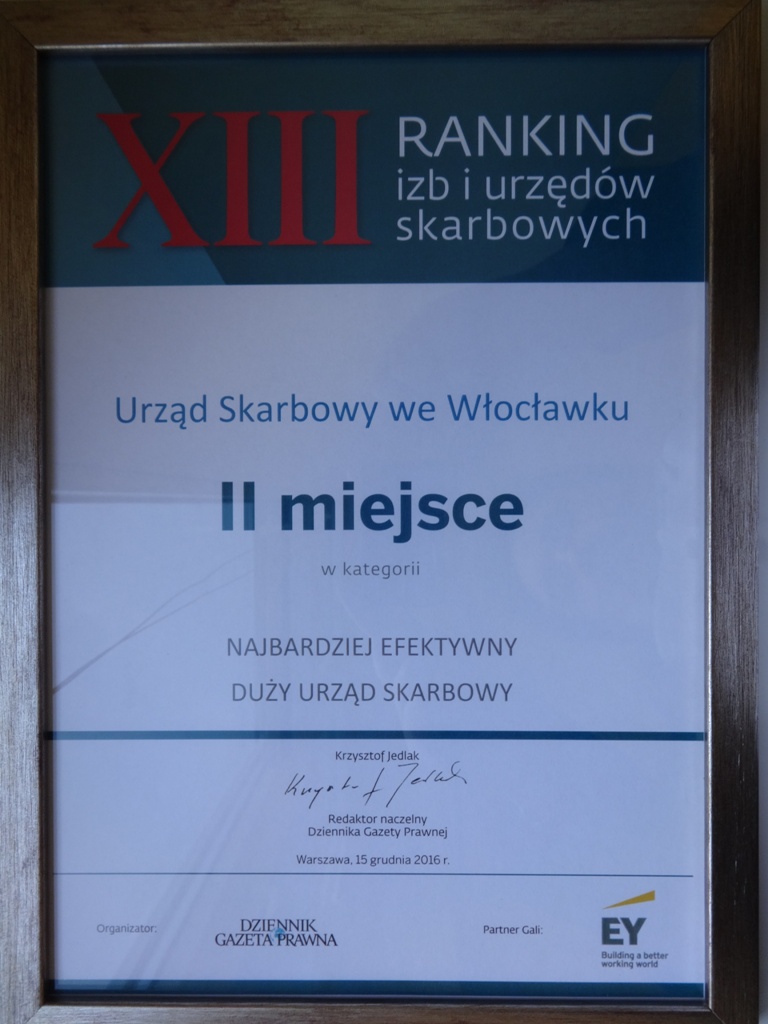 XIII
RANKING
izb i urzędów
skarbowych
Urząd Skarbowy we Włocławku
II miejsce
w kategorii
NAJBARDZIEJ EFEKTYWNY
DUŻY URZĄD SKARBOWY
Krzysztof Jedlak
Redaktor naczelny
Dziennika Gazety Prawnej
Warszawa, 15 grudnia 2016 r.
Organizator:
DZIENNIK
GAZETA PRAWNA
Partner Gali:
EY
Building a better
working world